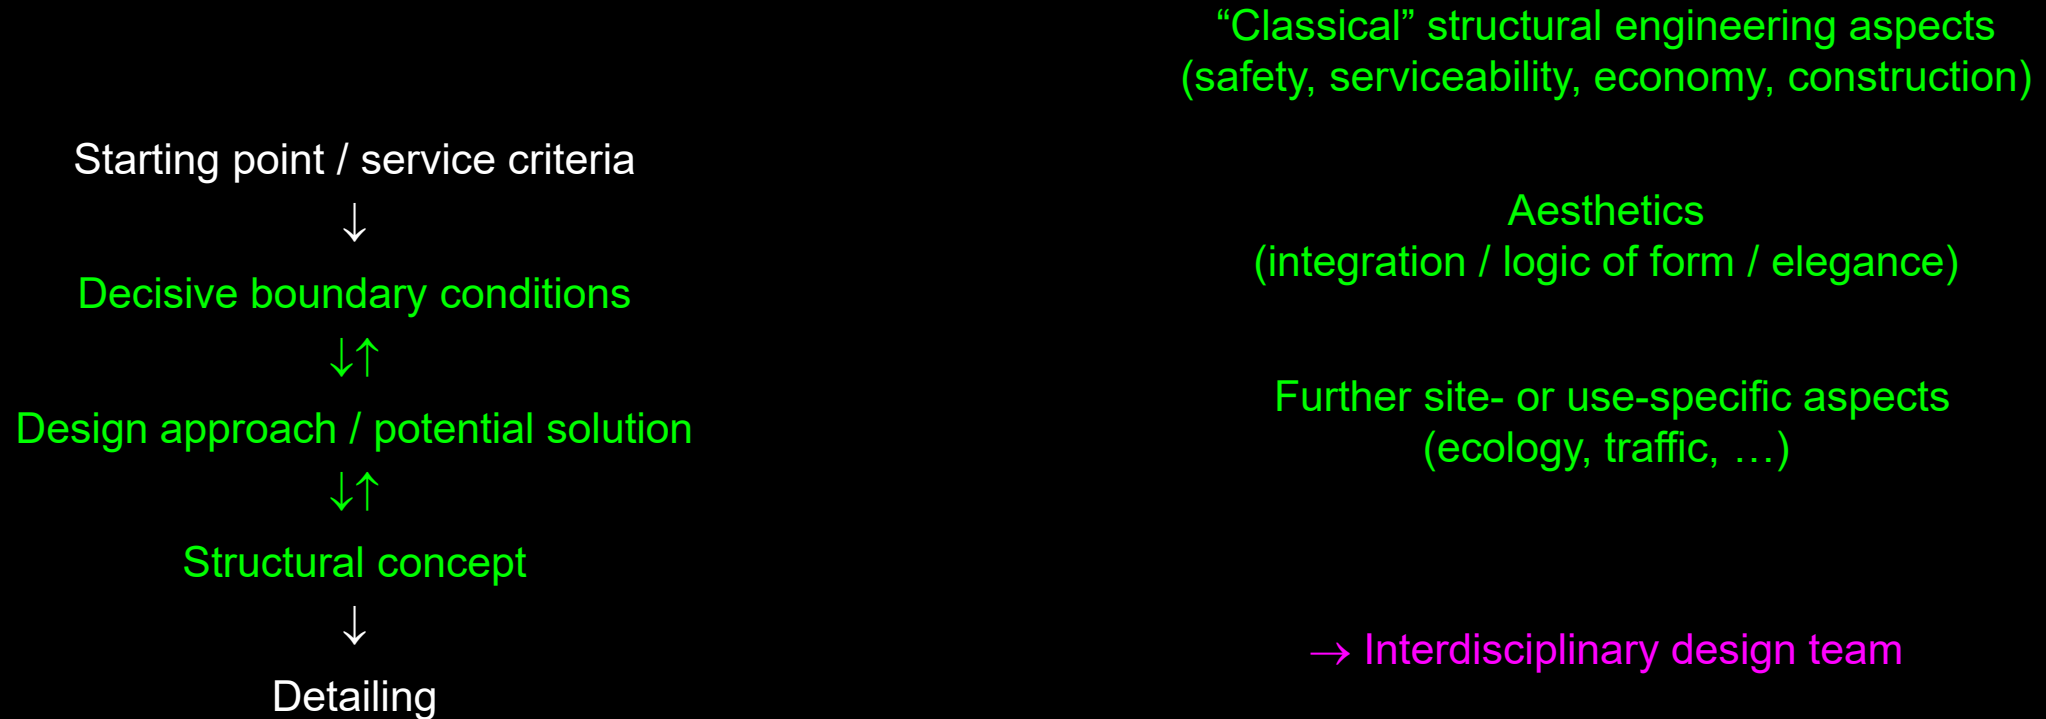 Starting point / service criteria
↓
Decisive boundary conditions
↓↑
Design approach / potential solution
↓↑
Structural concept
↓
Detailing
“Classical” structural engineering aspects
(safety, serviceability, economy, construction)
Aesthetics
(integration / logic of form / elegance)
Further site- or use-specific aspects
(ecology, traffic, …)
→ Interdisciplinary design team